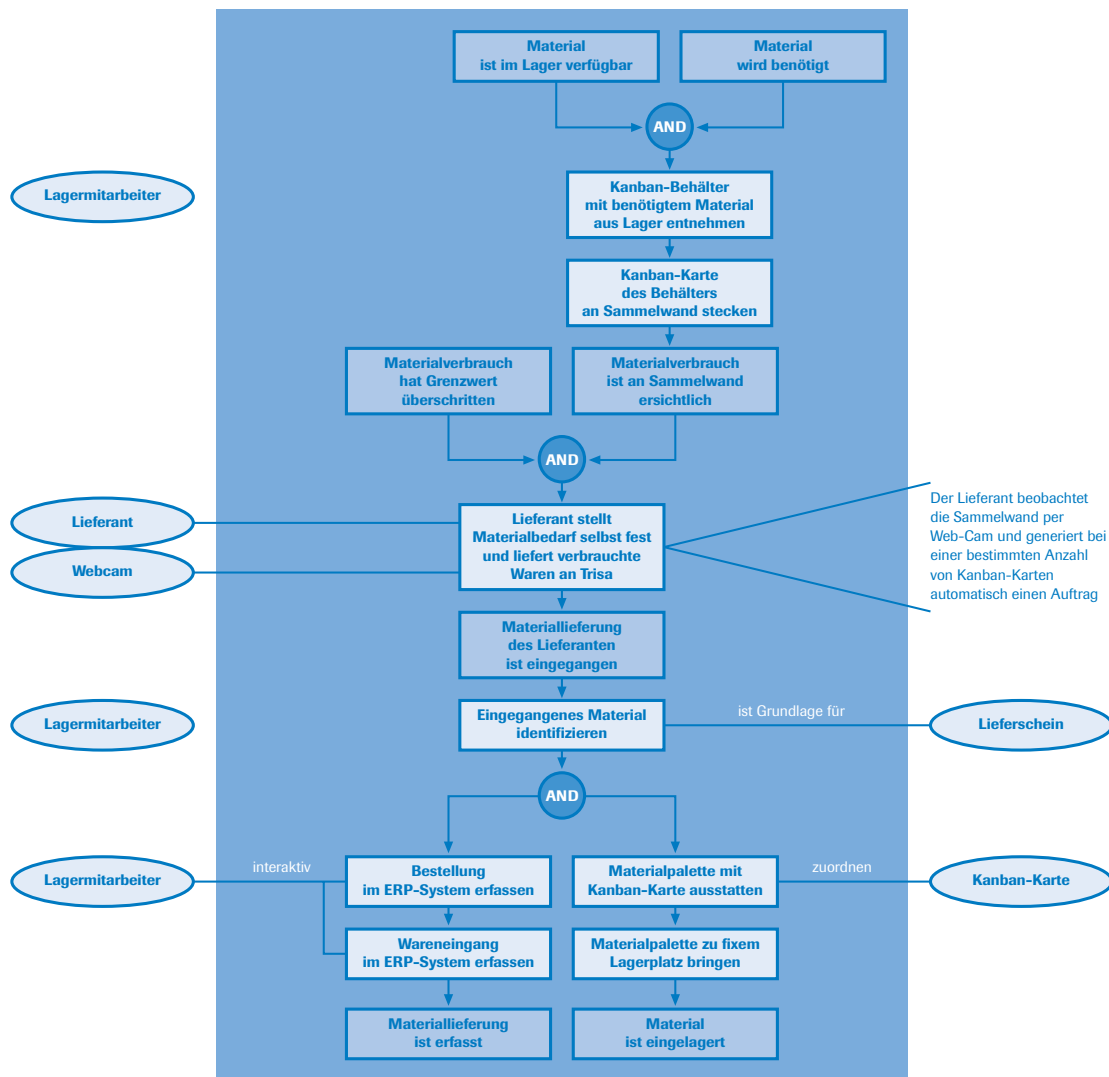 Material
ist im Lager verfügbar
Material
wird benötigt
AND
Lagermitarbeiter
Kanban-Behälter
mit benötigtem Material
aus Lager entnehmen
Kanban-Karte
des Behälters
an Sammelwand stecken
Materialverbrauch
hat Grenzwert
überschritten
Materialverbrauch
ist an Sammelwand
ersichtlich
AND
Lieferant
Webcam
Lieferant stellt
Materialbedarf selbst fest
und liefert verbrauchte
Waren an Trisa
Der Lieferant beobachtet
die Sammelwand per
Web-Cam und generiert bei
einer bestimmten Anzahl
von Kanban-Karten
automatisch einen Auftrag
Materiallieferung
des Lieferanten
ist eingegangen
Lagermitarbeiter
Eingegangenes Material
identifizieren
ist Grundlage für
Lieferschein
AND
Lagermitarbeiter
interaktiv
Bestellung
im ERP-System erfassen
Materialpalette mit
Kanban-Karte ausstatten
zuordnen
Kanban-Karte
Wareneingang
im ERP-System erfassen
Materialpalette zu fixem
Lagerplatz bringen
Materiallieferung
ist erfasst
Material
ist eingelagert